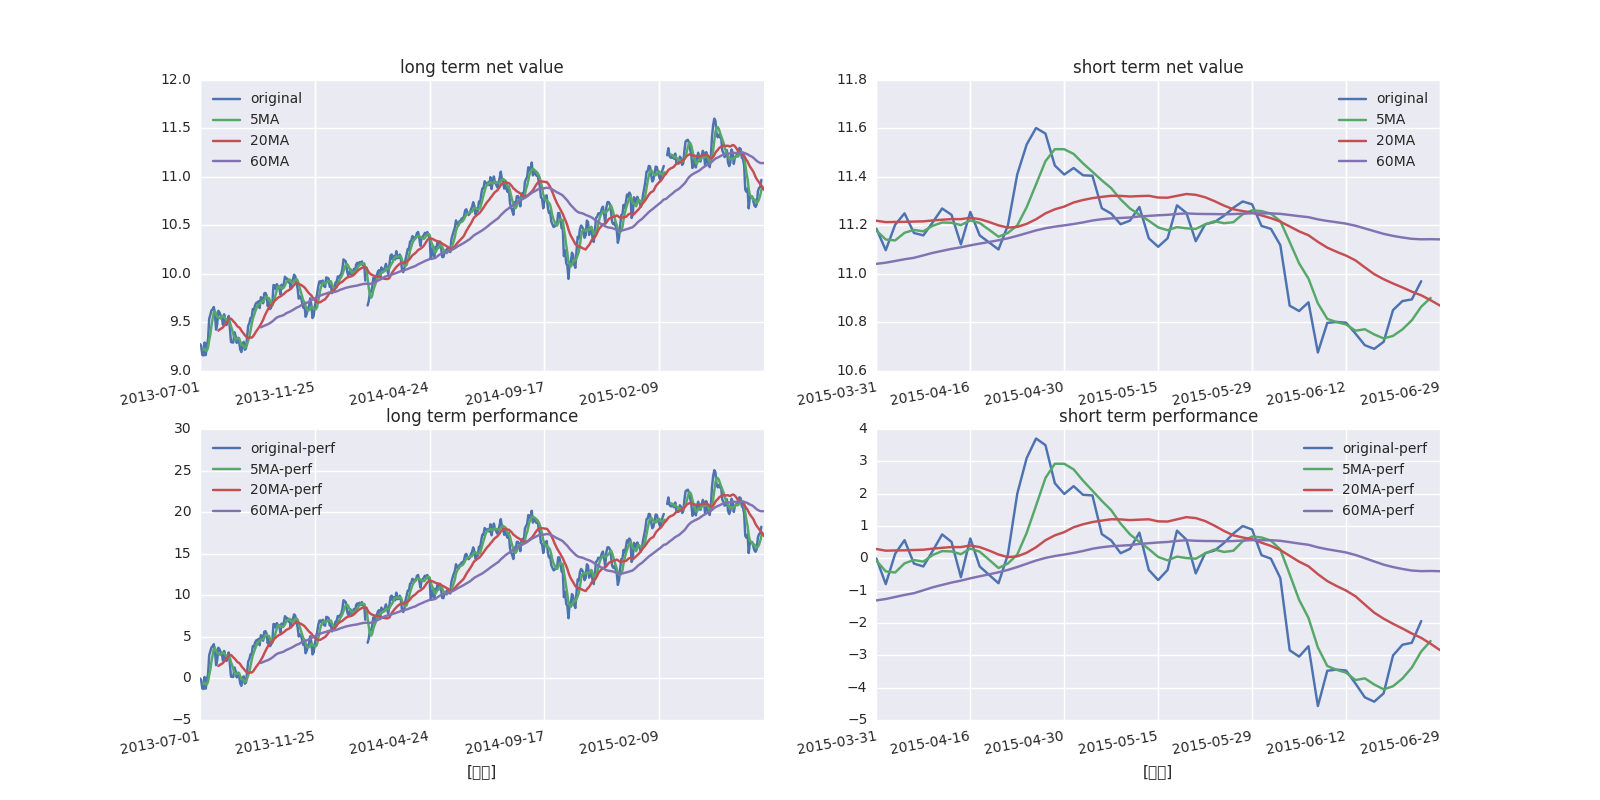 long term net value
12.0
11.5
11.0
10.5
10.0
9.5
9.0
original
5MA
20MA
60MA
2013-07-01
2013-11-25
2014-04-24
2014-09-17
2015-02-09
short term net value
11.8
11.6
11.4
11.2
11.0
10.8
10.6
original
5MA
20MA
60MA
2015-03-31
2015-04-16
2015-04-30
2015-05-15
2015-05-29
2015-06-12
2015-06-29
long term performance
30
25
20
15
10
5
0
−5
original-perf
5MA-perf
20MA-perf
60MA-perf
2013-07-01
2013-11-25
2014-04-24
2014-09-17
2015-02-09
[▯▯]
short term performance
4
3
2
1
0
−1
−2
−3
−4
−5
original-perf
5MA-perf
20MA-perf
60MA-perf
2015-03-31
2015-04-16
2015-04-30
2015-05-15
2015-05-29
2015-06-12
2015-06-29
[▯▯]